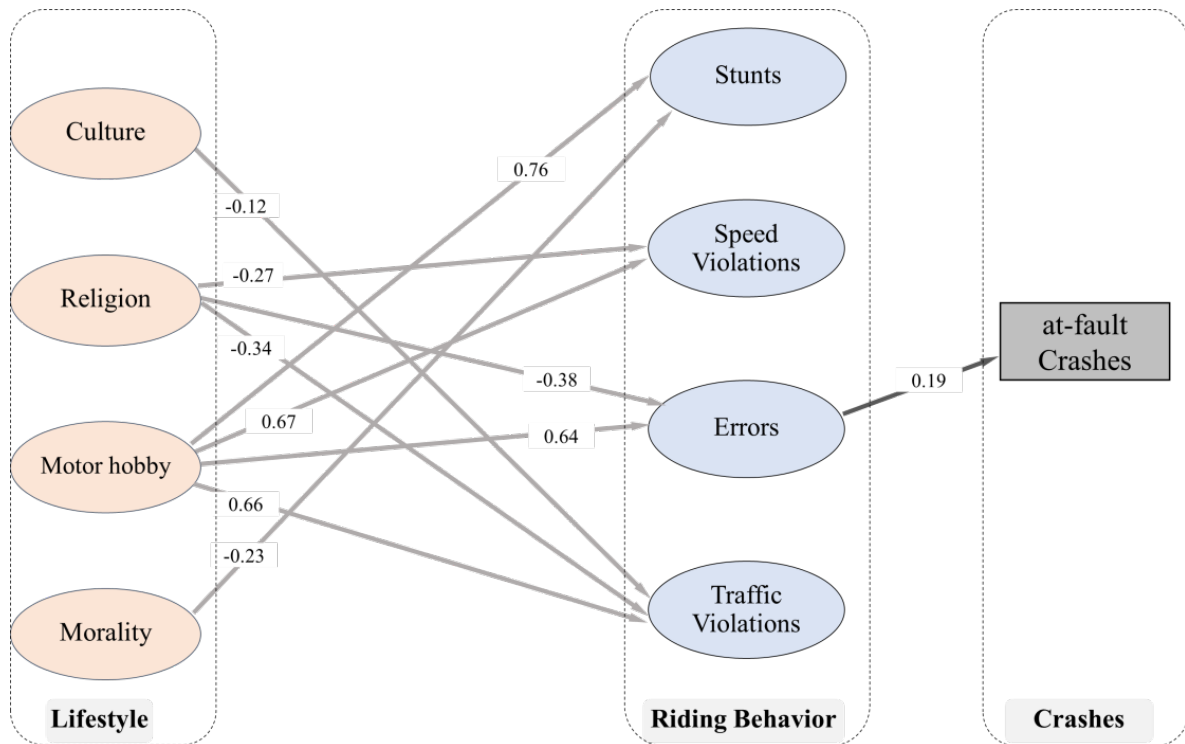 Culture
Religion
Motor hobby
Morality
Lifestyle
-0.12
-0.27
-0.34
0.67
0.66
-0.23
0.76
-0.38
0.64
Stunts
Speed
Violations
Errors
Traffic
Violations
Riding Behavior
0.19
at-fault
Crashes
Crashes